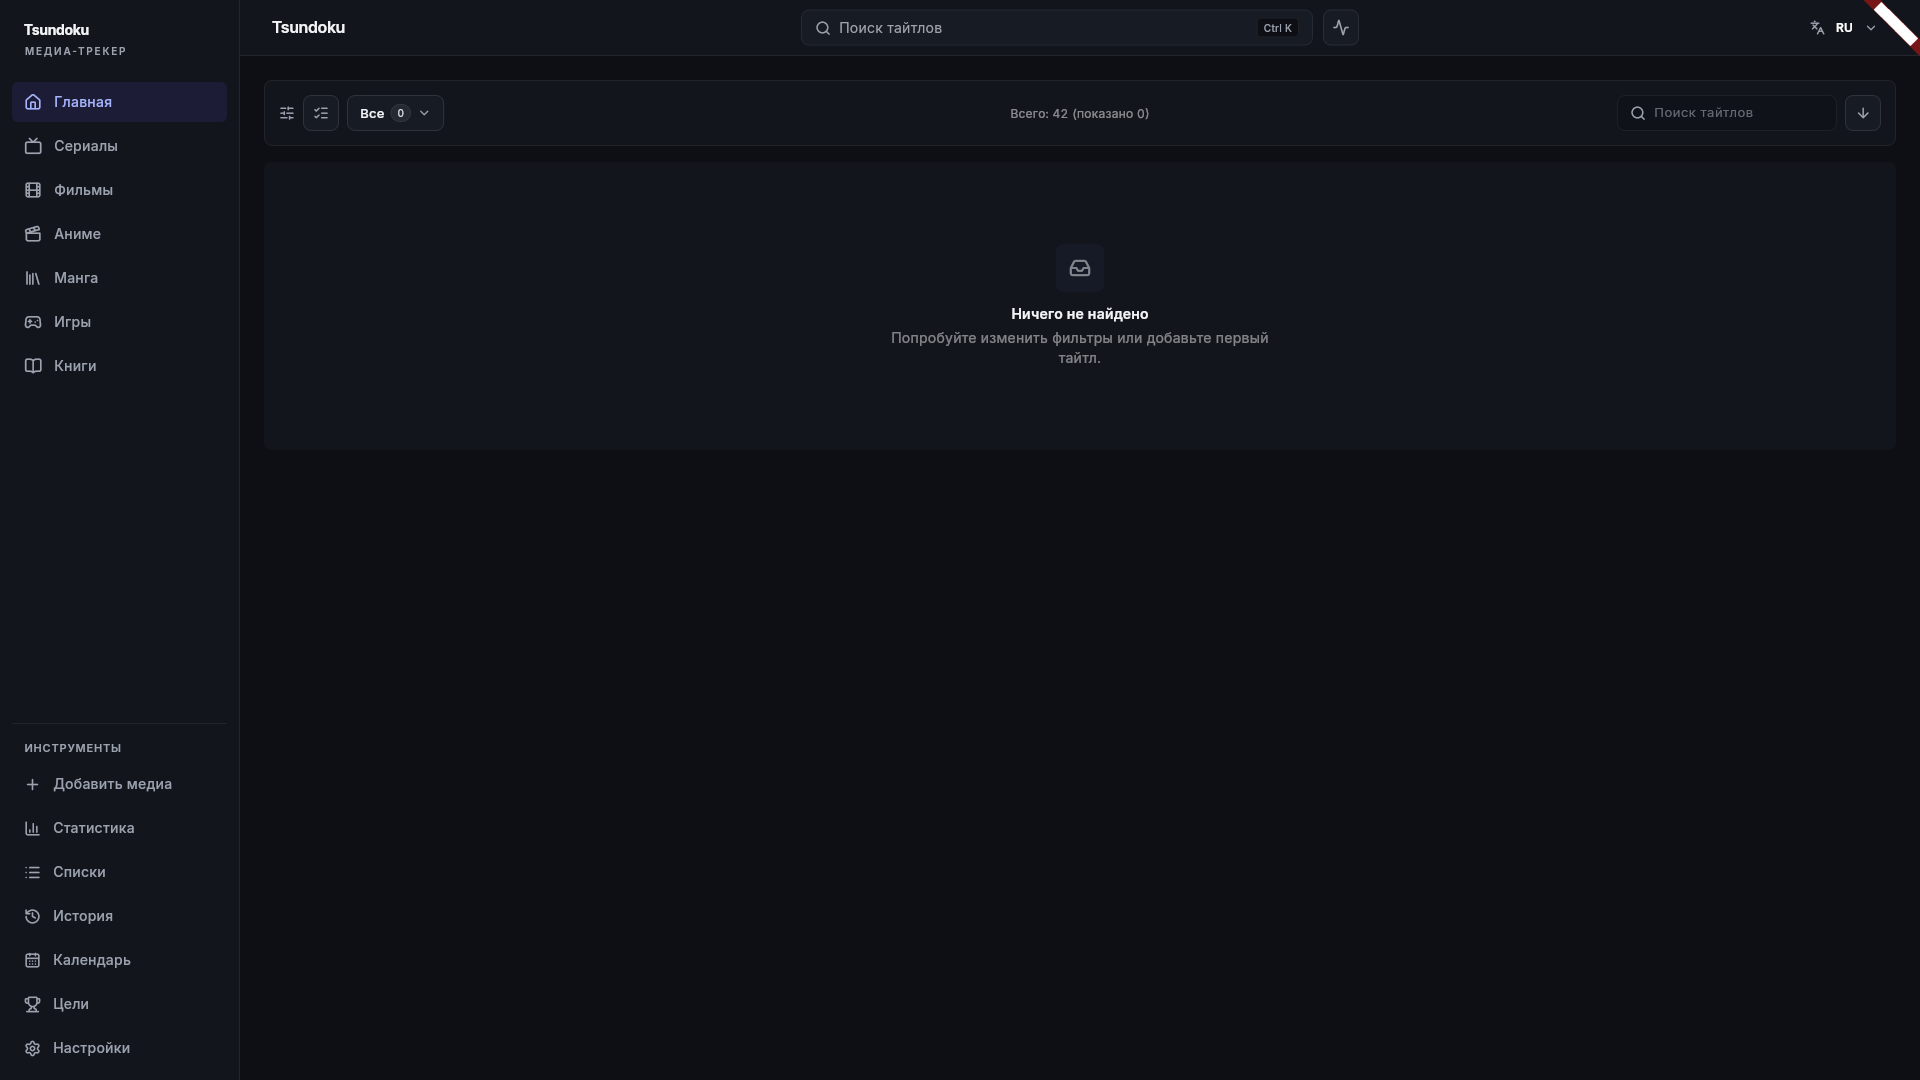 Tsundoku
МЕДИА-ТРЕКЕР
Главная
Сериалы
Фильмы
Аниме
Манга
Игры
Книги
ИНСТРУМЕНТЫ
Добавить медиа
Статистика
Списки
История
Календарь
Цели
Настройки
Tsundoku
Поиск тайтлов
Ctrl K
RU
Все 0
Всего: 42 (показано 0)
Поиск тайтлов
Ничего не найдено
Попробуйте изменить фильтры или добавьте первый
тайтл.